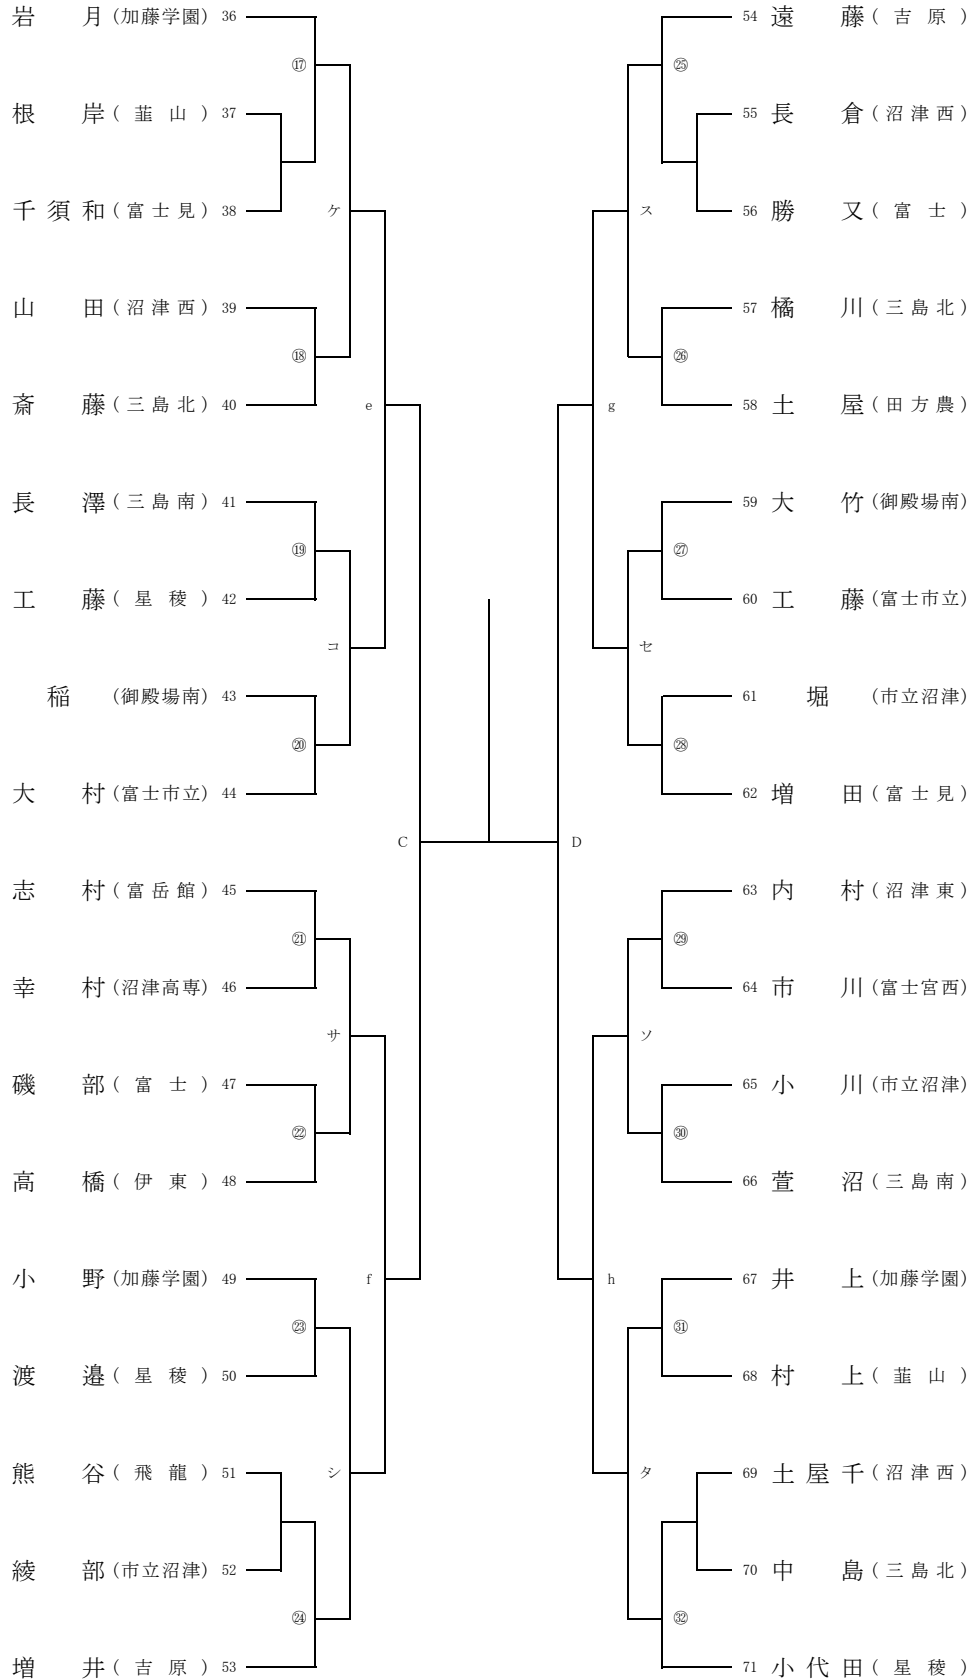 岩月(加藤学園) 36
54 遠藤(吉原)
⑰
㉕
根岸(韮山) 37
55 長倉(沼津西)
千須和(富士見) 38
ケ
ス
56 勝又(富士)
山田(沼津西) 39
57 橘川(三島北)
⑱
㉖
斎藤(三島北) 40
e
g
58 土屋(田方農)
長澤(三島南) 41
59 大竹(御殿場南)
⑲
㉗
工藤(星稜) 42
60 工藤(富士市立)
コ
セ
稲(御殿場南) 43
61 堀(市立沼津)
⑳
㉘
大村(富士市立) 44
62 増田(富士見)
C
D
志村(富岳館) 45
63 内村(沼津東)
㉑
㉙
幸村(沼津高専) 46
64 市川(富士宮西)
サ
ソ
磯部(富士) 47
65 小川(市立沼津)
㉒
㉚
高橋(伊東) 48
66 萱沼(三島南)
小野(加藤学園) 49
f
h
67 井上(加藤学園)
㉓
㉛
渡邉(星稜) 50
68 村上(韮山)
熊谷(飛龍) 51
シ
タ
69 土屋千(沼津西)
綾部(市立沼津) 52
70 中島(三島北)
㉔
㉜
増井(吉原) 53
71 小代田(星稜)